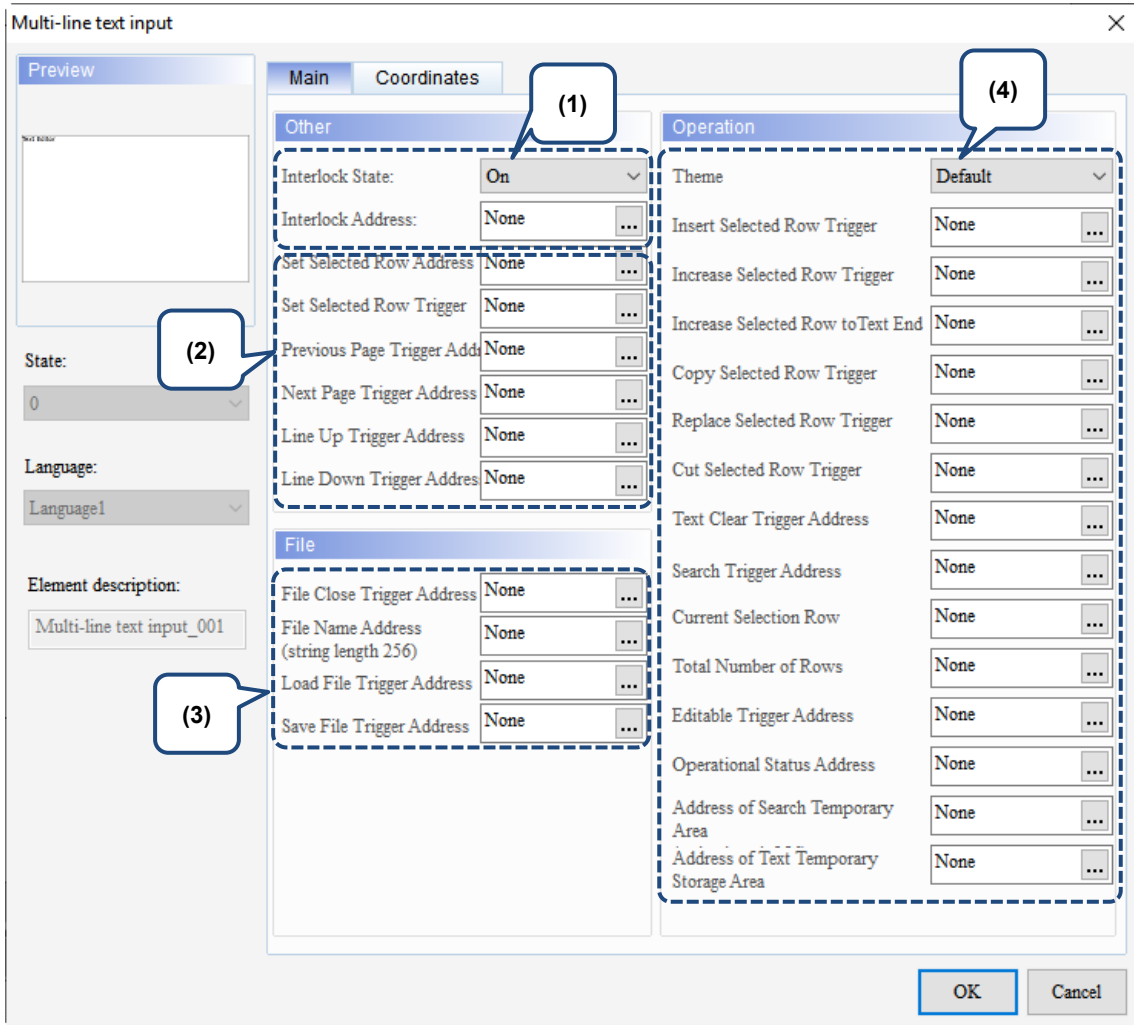 Multi-line text input
Preview
Text Editor
State:
0
Language:
Language1
Element description:
Multi-line text input_001
Main
Coordinates
(1)
(2)
(3)
(4)
Other
Interlock State:
On
Interlock Address:
None
...
Set Selected Row Address
None
...
Set Selected Row Trigger
None
...
Previous Page Trigger Addr
None
...
Next Page Trigger Address
None
...
Line Up Trigger Address
None
...
Line Down Trigger Addres
None
...
File
File Close Trigger Address
None
...
File Name Address
(string length 256)
None
...
Load File Trigger Address
None
...
Save File Trigger Address
None
...
Operation
Theme
Default
Insert Selected Row Trigger
None
...
Increase Selected Row Trigger
None
...
Increase Selected Row toText End
None
...
Copy Selected Row Trigger
None
...
Replace Selected Row Trigger
None
...
Cut Selected Row Trigger
None
...
Text Clear Trigger Address
None
...
Search Trigger Address
None
...
Current Selection Row
None
...
Total Number of Rows
None
...
Editable Trigger Address
None
...
Operational Status Address
None
...
Address of Search Temporary
Area
None
...
Address of Text Temporary
Storage Area
None
...
OK
Cancel